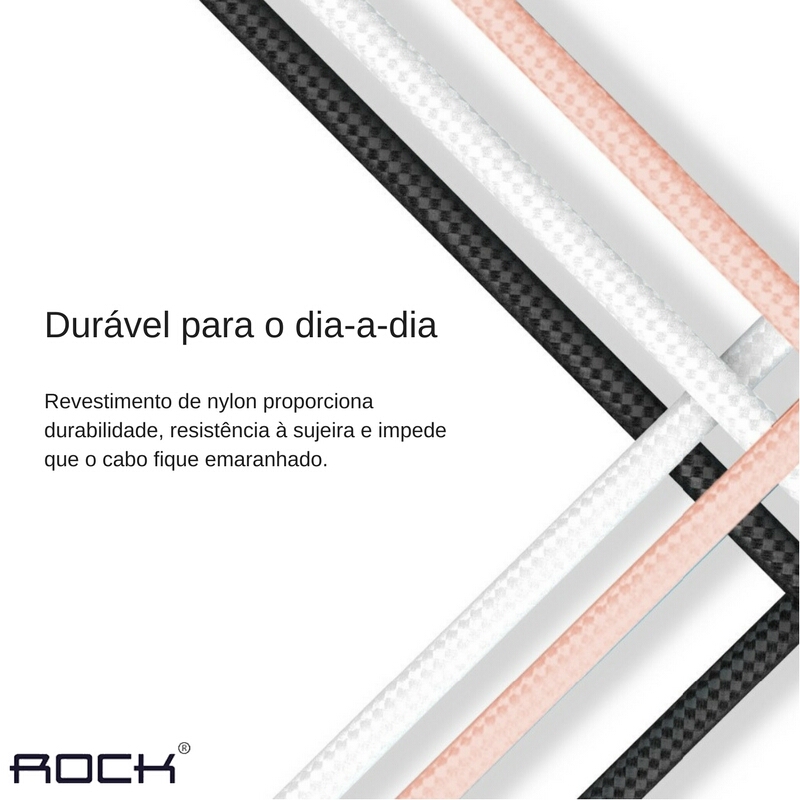 Durável para o dia-a-dia
Revestimento de nylon proporciona
durabilidade, resistência à sujeira e impede
que o cabo fique emaranhado.
ROCK®